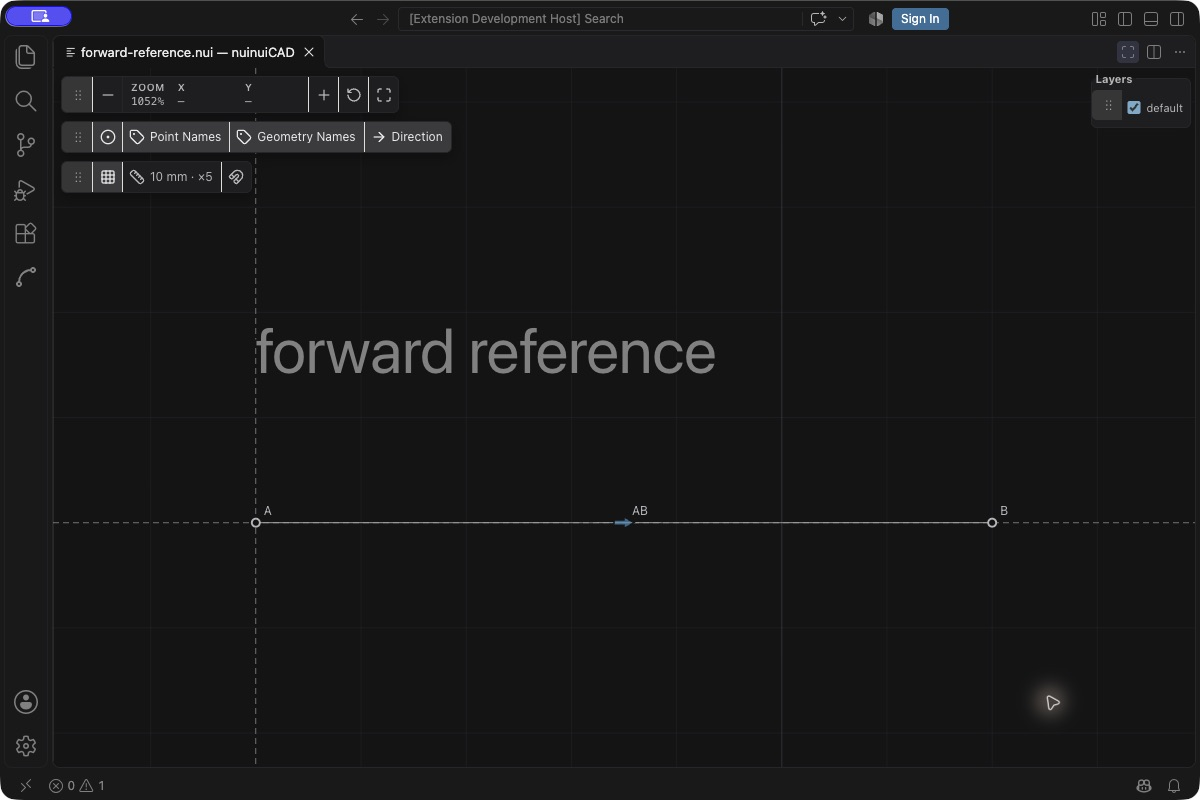 [Extension Development Host] Search
Sign In
forward-reference.nui — nuinuiCAD
ZOOM X Y
1052% – –
Point Names
Geometry Names
Direction
10 mm · ×5
Layers
default
forward reference
A
AB
B
0
1